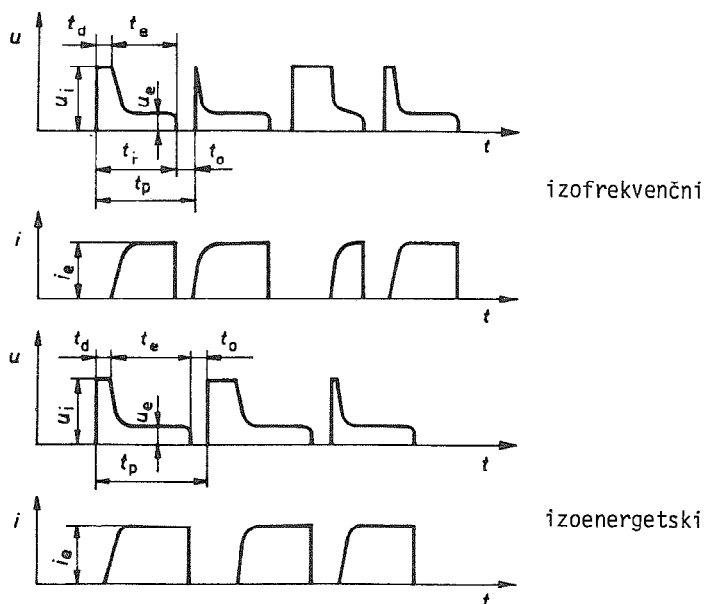 u
t_d
t_e
u_i
u_e
t_i
t_o
t_p
t
izofrekvenčni
i
i_e
t
u
t_d
t_e
t_o
u_i
u_e
t_p
t
i
i_e
izoenergetski
t